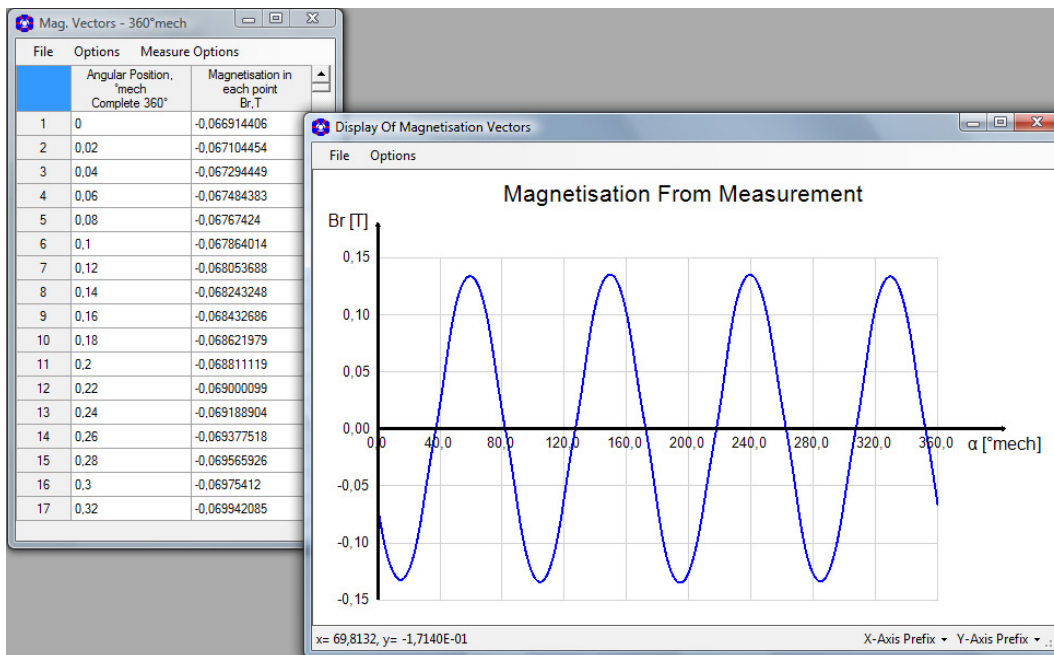 Mag. Vectors - 360°mech
File Options Measure Options
Angular Position, °mech Complete 360° Magnetisation in each point Br,T
1 0 -0,066914406
2 0,02 -0,067104454
3 0,04 -0,067294449
4 0,06 -0,067484383
5 0,08 -0,06767424
6 0,1 -0,067864014
7 0,12 -0,068053688
8 0,14 -0,068243248
9 0,16 -0,068432686
10 0,18 -0,068621979
11 0,2 -0,068811119
12 0,22 -0,069000099
13 0,24 -0,069188904
14 0,26 -0,069377518
15 0,28 -0,069565926
16 0,3 -0,06975412
17 0,32 -0,069942085
Display Of Magnetisation Vectors
File Options
Magnetisation From Measurement
Br [T]
0,15
0,10
0,05
0,00
0,0 40,0 80,0 120,0 160,0 200,0 240,0 280,0 320,0 360,0 α [°mech]
-0,05
-0,10
-0,15
x= 69,8132, y= -1,7140E-01 X-Axis Prefix Y-Axis Prefix